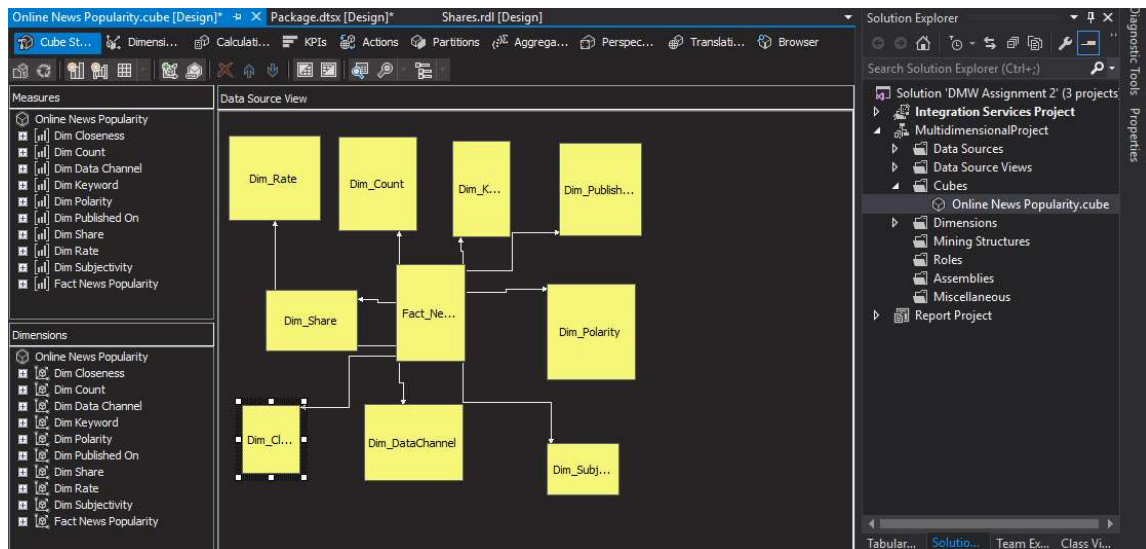 Online News Popularity.cube [Design]* Package.dtsx [Design]* Shares.rdl [Design]
Cube St... Dimensi... Calculati... KPIs Actions Partitions Aggrega... Perspec... Translati... Browser
Measures
Online News Popularity
Dim Closeness
Dim Count
Dim Data Channel
Dim Keyword
Dim Polarity
Dim Published On
Dim Share
Dim Rate
Dim Subjectivity
Fact News Popularity
Dimensions
Online News Popularity
Dim Closeness
Dim Count
Dim Data Channel
Dim Keyword
Dim Polarity
Dim Published On
Dim Share
Dim Rate
Dim Subjectivity
Fact News Popularity
Data Source View
Dim_Rate
Dim_Count
Dim_K...
Dim_Publish...
Dim_Share
Fact_Ne...
Dim_Polarity
Dim_Cl...
Dim_DataChannel
Dim_Subj...
Solution Explorer
Search Solution Explorer (Ctrl+;)
Solution 'DMW Assignment 2' (3 projects
Integration Services Project
MultidimensionalProject
Data Sources
Data Source Views
Cubes
Online News Popularity.cube
Dimensions
Mining Structures
Roles
Assemblies
Miscellaneous
Report Project
Tabular... Solutio... Team Ex... Class Vi...
Diagnostic Tools
Properties